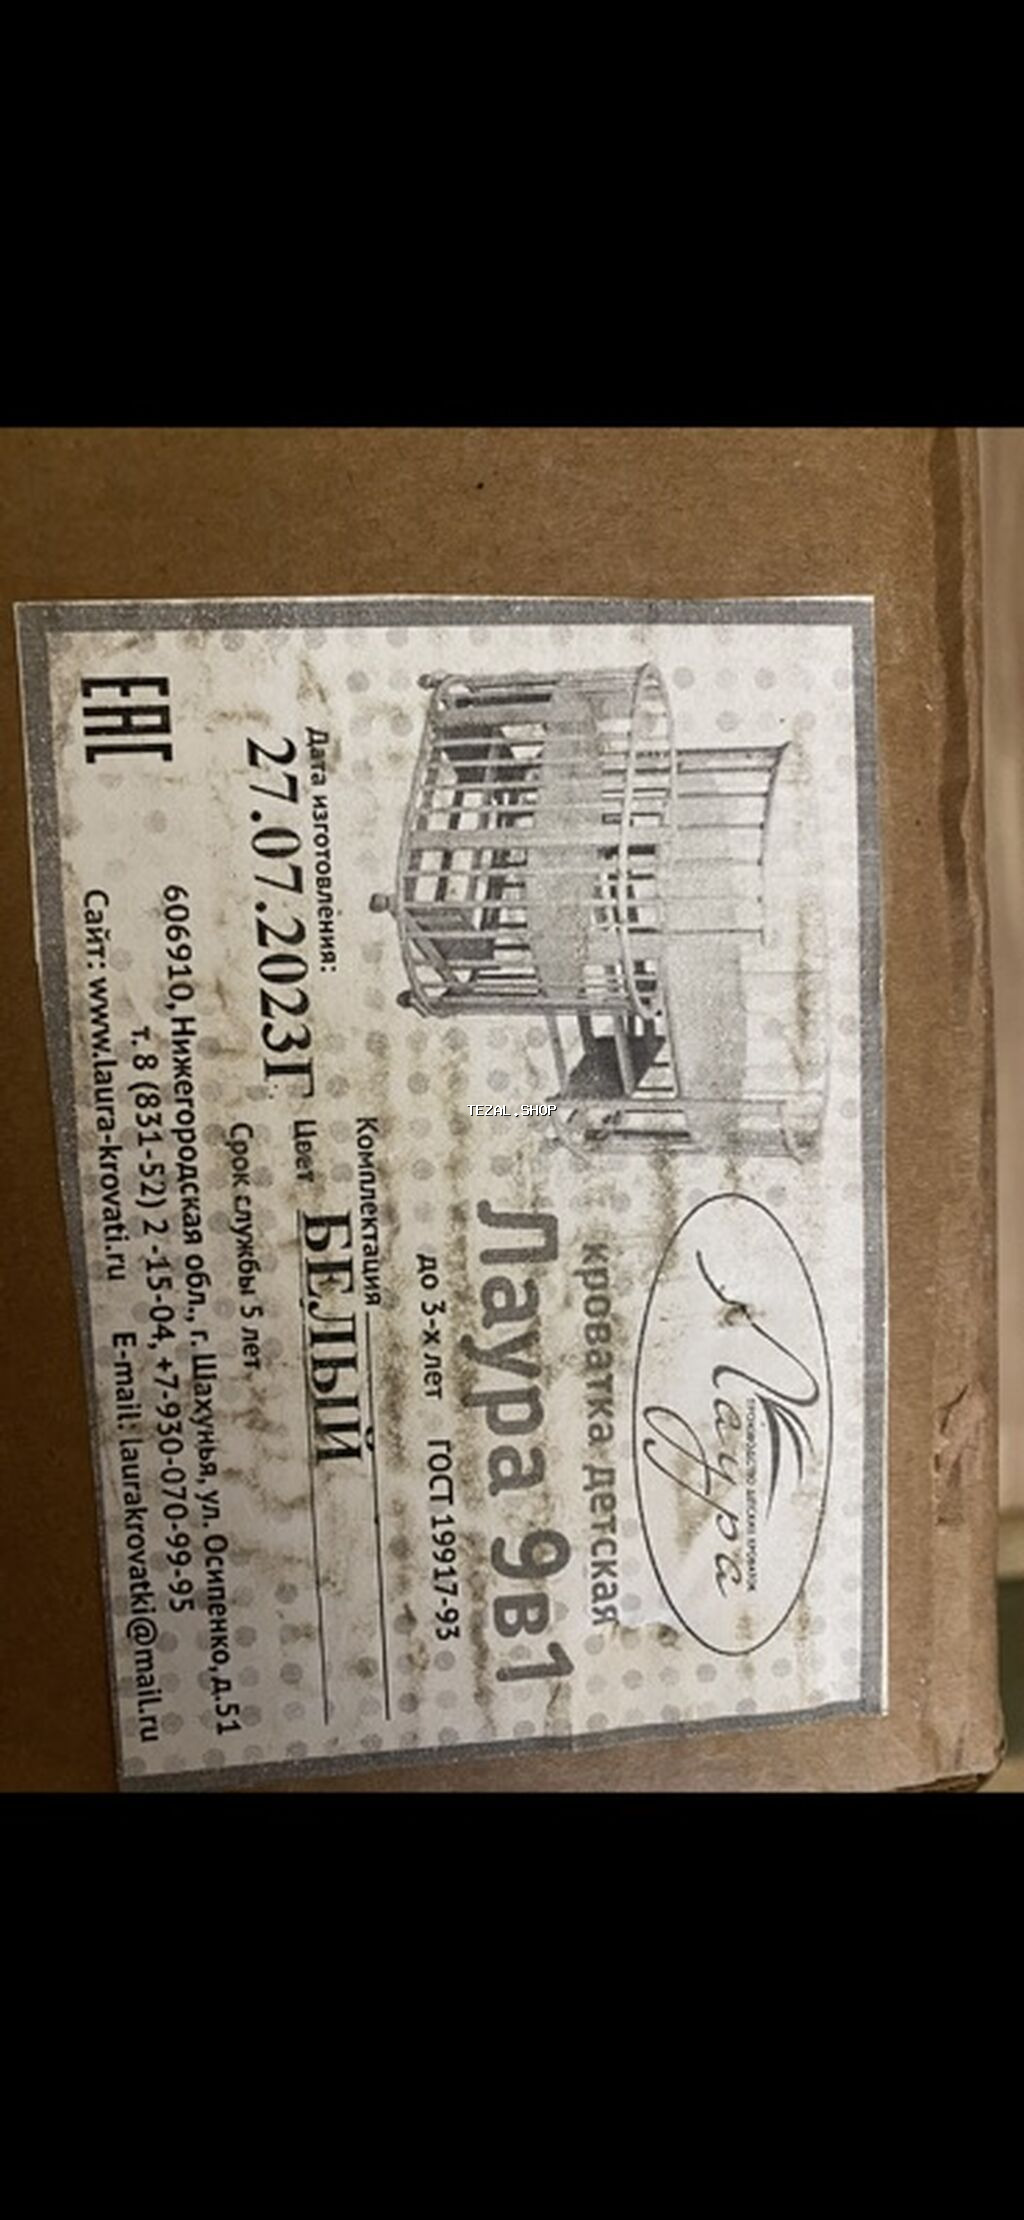 Лаура
ПРОИЗВОДСТВО ДЕТСКИХ КРОВАТОК
кроватка детская
Лаура 9в1
до 3-х лет ГОСТ 19917-93
Комплектация
Дата изготовления:
27.07.2023Г Цвет БЕЛЫЙ
Срок службы 5 лет
606910, Нижегородская обл., г. Шахунья, ул. Осипенко, д.51
т. 8 (831-52) 2 -15-04, +7-930-070-99-95
Сайт: www.laura-krovati.ru E-mail: laurakrovatki@mail.ru
EAC
TEZAL.SHOP